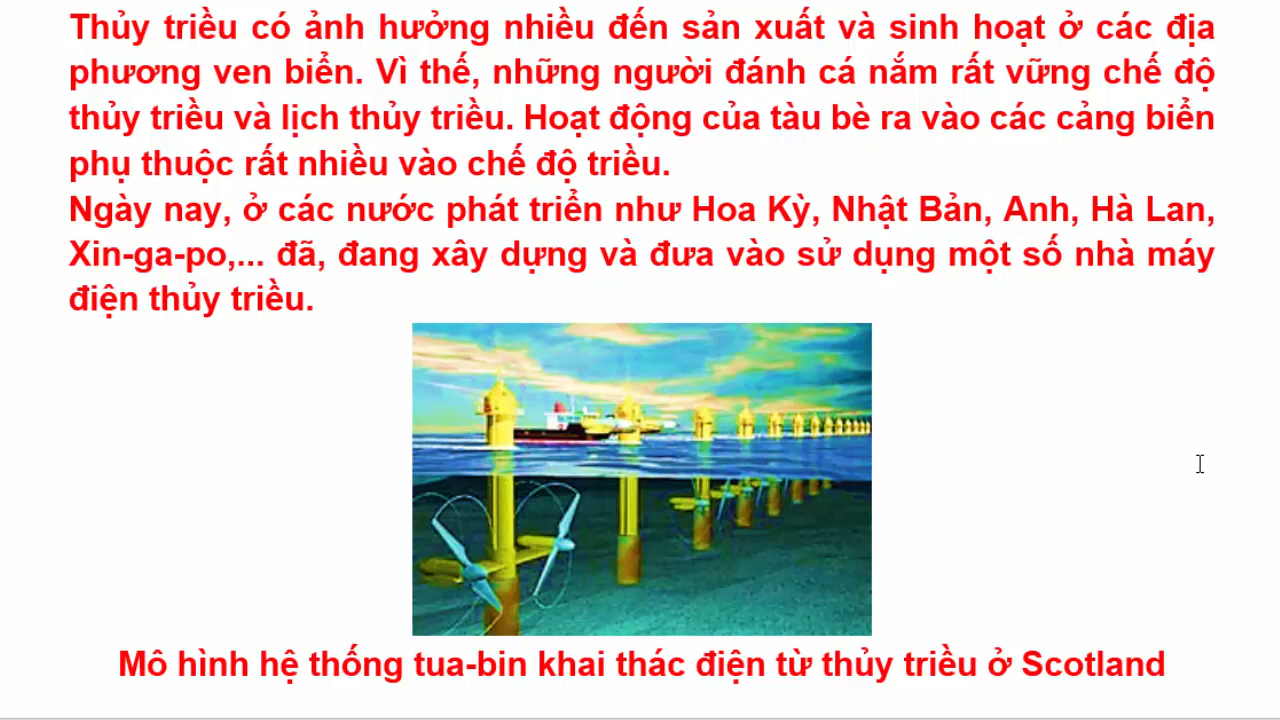 Thủy triều có ảnh hưởng nhiều đến sản xuất và sinh hoạt ở các địa
phương ven biển. Vì thế, những người đánh cá nắm rất vững chế độ
thủy triều và lịch thủy triều. Hoạt động của tàu bè ra vào các cảng biển
phụ thuộc rất nhiều vào chế độ triều.
Ngày nay, ở các nước phát triển như Hoa Kỳ, Nhật Bản, Anh, Hà Lan,
Xin-ga-po,... đã, đang xây dựng và đưa vào sử dụng một số nhà máy
điện thủy triều.
Mô hình hệ thống tua-bin khai thác điện từ thủy triều ở Scotland